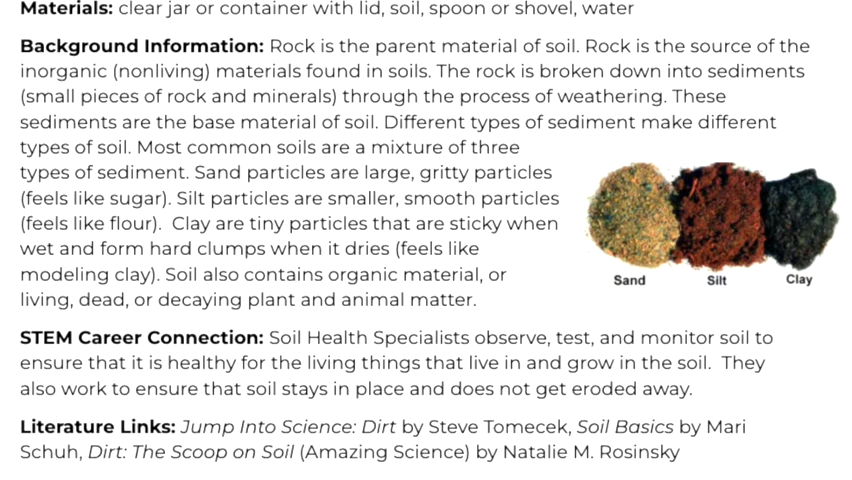 Materials: clear jar or container with lid, soil, spoon or shovel, water
Background Information: Rock is the parent material of soil. Rock is the source of the
inorganic (nonliving) materials found in soils. The rock is broken down into sediments
(small pieces of rock and minerals) through the process of weathering. These
sediments are the base material of soil. Different types of sediment make different
types of soil. Most common soils are a mixture of three
types of sediment. Sand particles are large, gritty particles
(feels like sugar). Silt particles are smaller, smooth particles
(feels like flour).  Clay are tiny particles that are sticky when
wet and form hard clumps when it dries (feels like
modeling clay). Soil also contains organic material, or
living, dead, or decaying plant and animal matter.
Sand Silt Clay
STEM Career Connection: Soil Health Specialists observe, test, and monitor soil to
ensure that it is healthy for the living things that live in and grow in the soil.  They
also work to ensure that soil stays in place and does not get eroded away.
Literature Links: Jump Into Science: Dirt by Steve Tomecek, Soil Basics by Mari
Schuh, Dirt: The Scoop on Soil (Amazing Science) by Natalie M. Rosinsky